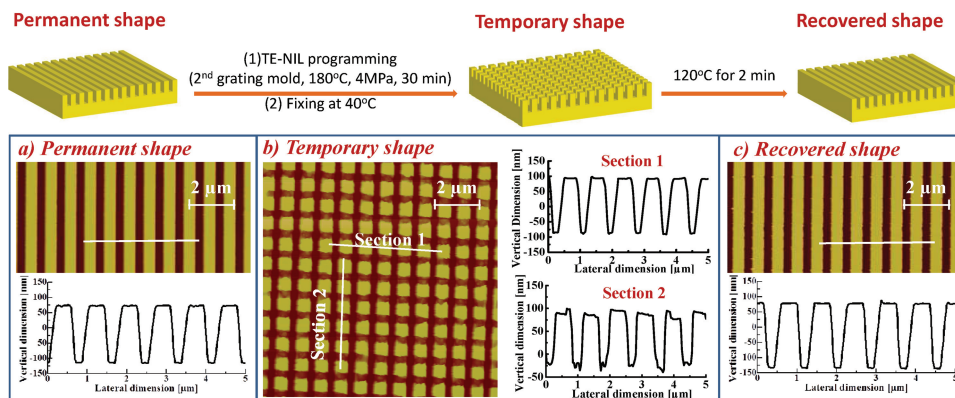 Permanent shape
Temporary shape
Recovered shape
(1)TE-NIL programming
(2nd grating mold, 180°C, 4MPa, 30 min)
(2) Fixing at 40°C
120°C for 2 min
a) Permanent shape
2 µm
Vertical dimension [nm]
150
100
50
0
-50
-100
-150
0
1
2
3
4
5
Lateral dimension [µm]
b) Temporary shape
2 µm
Section 1
Section 2
Section 1
Vertical Dimension [nm]
150
100
50
0
-50
-100
-150
0
1
2
3
4
5
Lateral dimension [µm]
Section 2
Vertical Dimension [nm]
150
100
50
0
-50
0
1
2
3
4
5
Lateral dimension [µm]
c) Recovered shape
2 µm
Vertical dimension [nm]
150
100
50
0
-50
-100
-150
0
1
2
3
4
5
Lateral dimension [µm]